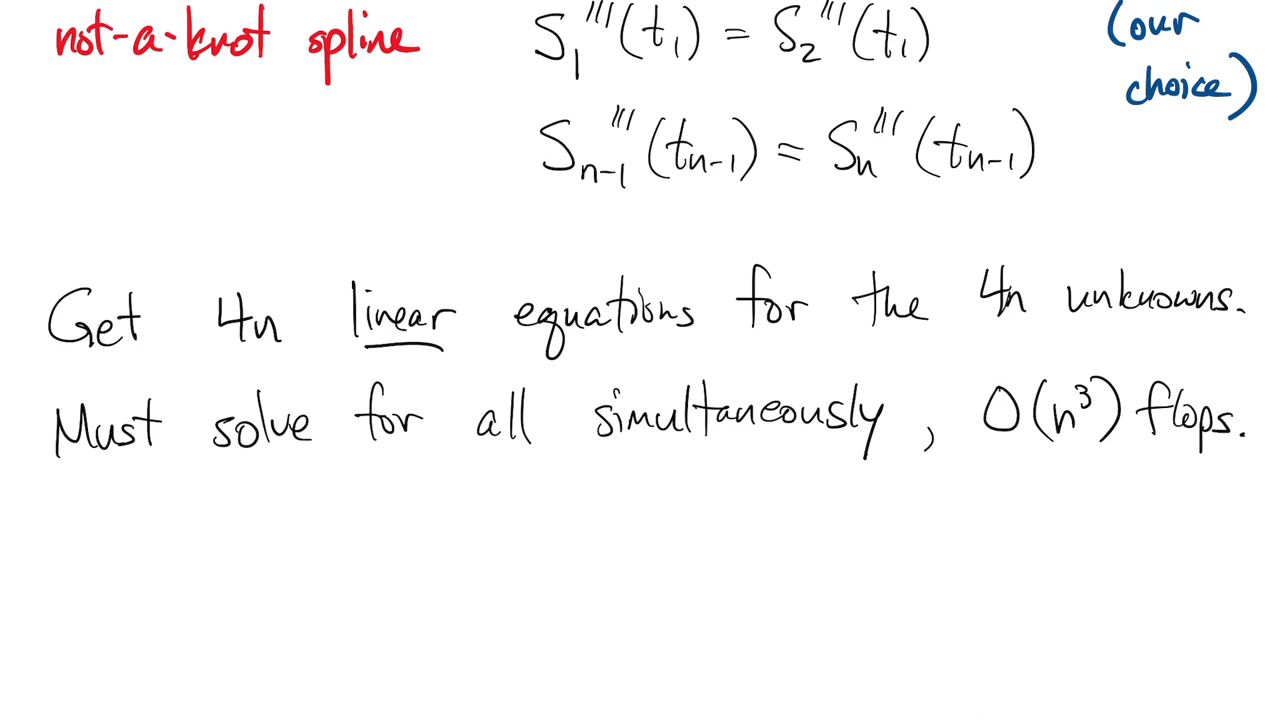 not-a-knot spline S₁'''(t₁) = S₂'''(t₁) (our
choice)
Sₙ₋₁'''(tₙ₋₁) = Sₙ'''(tₙ₋₁)
Get 4n linear equations for the 4n unknowns.
Must solve for all simultaneously, O(n³) flops.